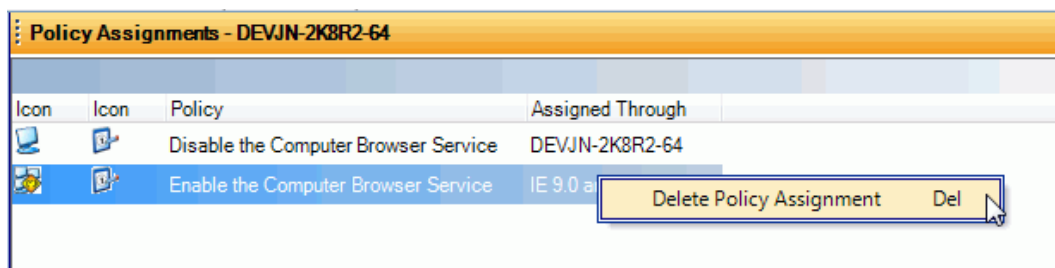 Policy Assignments - DEVJN-2K8R2-64
Icon Icon Policy Assigned Through
Disable the Computer Browser Service DEVJN-2K8R2-64
Enable the Computer Browser Service IE 9.0
Delete Policy Assignment Del